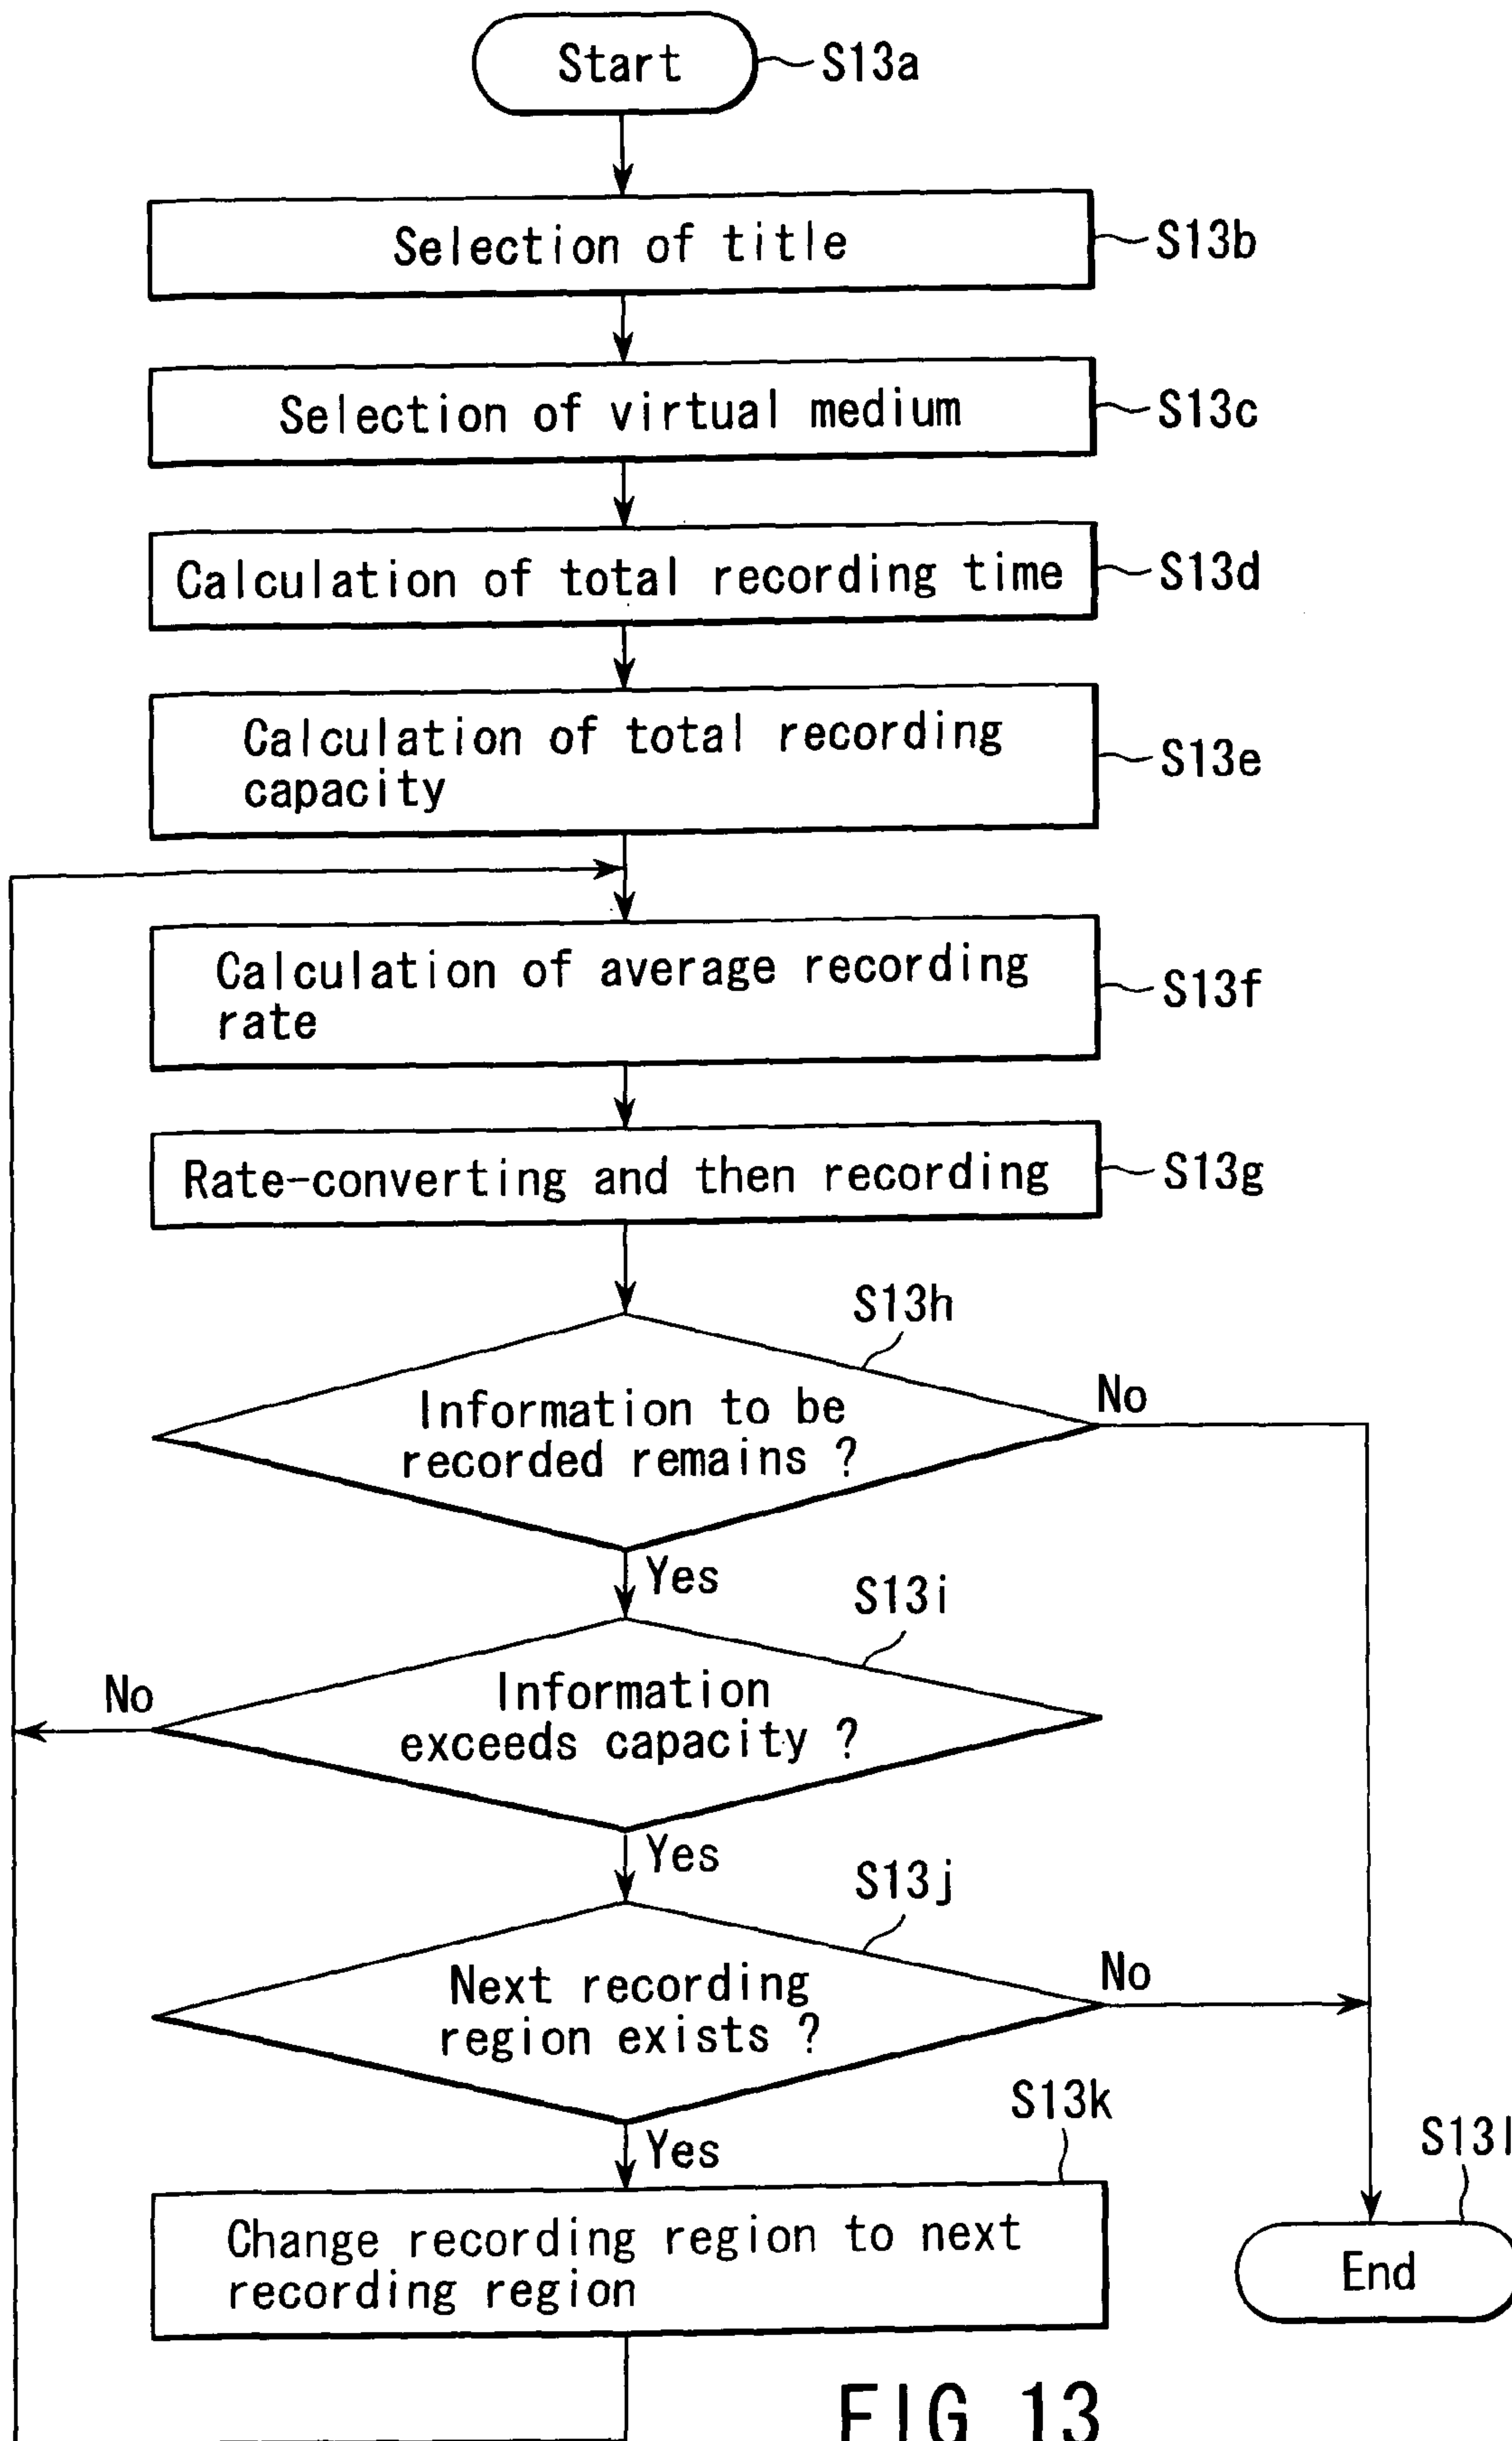 Start
S13a
Selection of title
S13b
Selection of virtual medium
S13c
Calculation of total recording time
S13d
Calculation of total recording
capacity
S13e
Calculation of average recording
rate
S13f
Rate-converting and then recording
S13g
S13h
Information to be
recorded remains ?
No
Yes
S13i
Information
exceeds capacity ?
No
Yes
S13j
Next recording
region exists ?
No
Yes
S13k
Change recording region to next
recording region
S13l
End
FIG 13